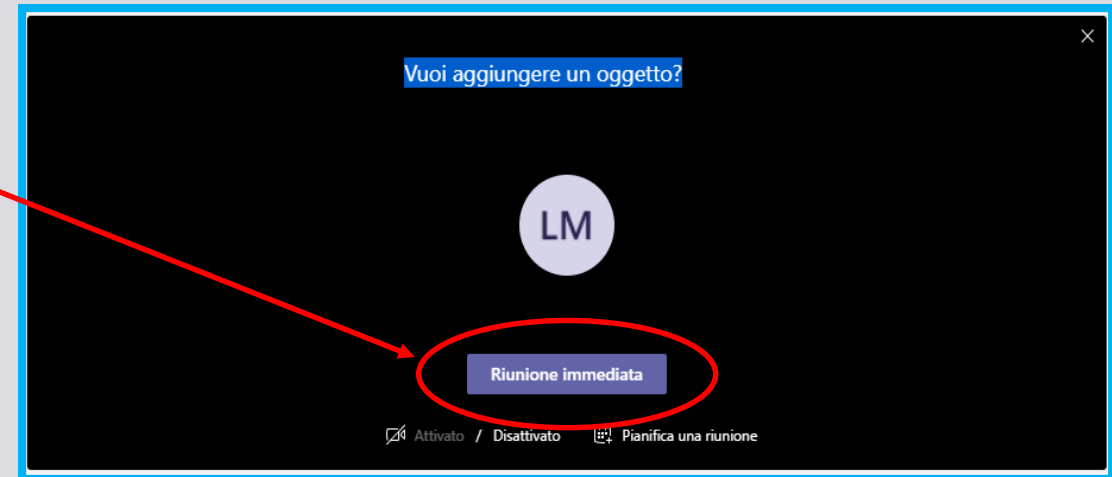 Vuoi aggiungere un oggetto?
LM
Riunione immediata
Attivato / Disattivato Pianifica una riunione